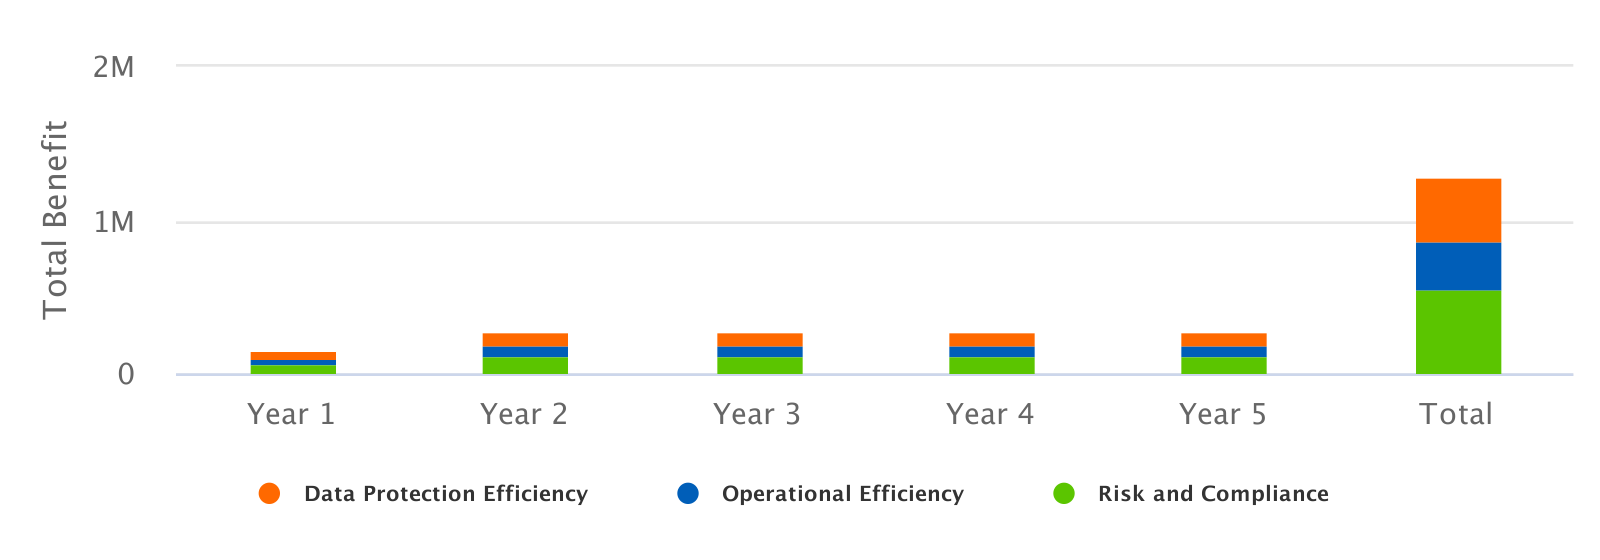 Total Benefit
2M
1M
0
Year 1 Year 2 Year 3 Year 4 Year 5 Total
Data Protection Efficiency Operational Efficiency Risk and Compliance